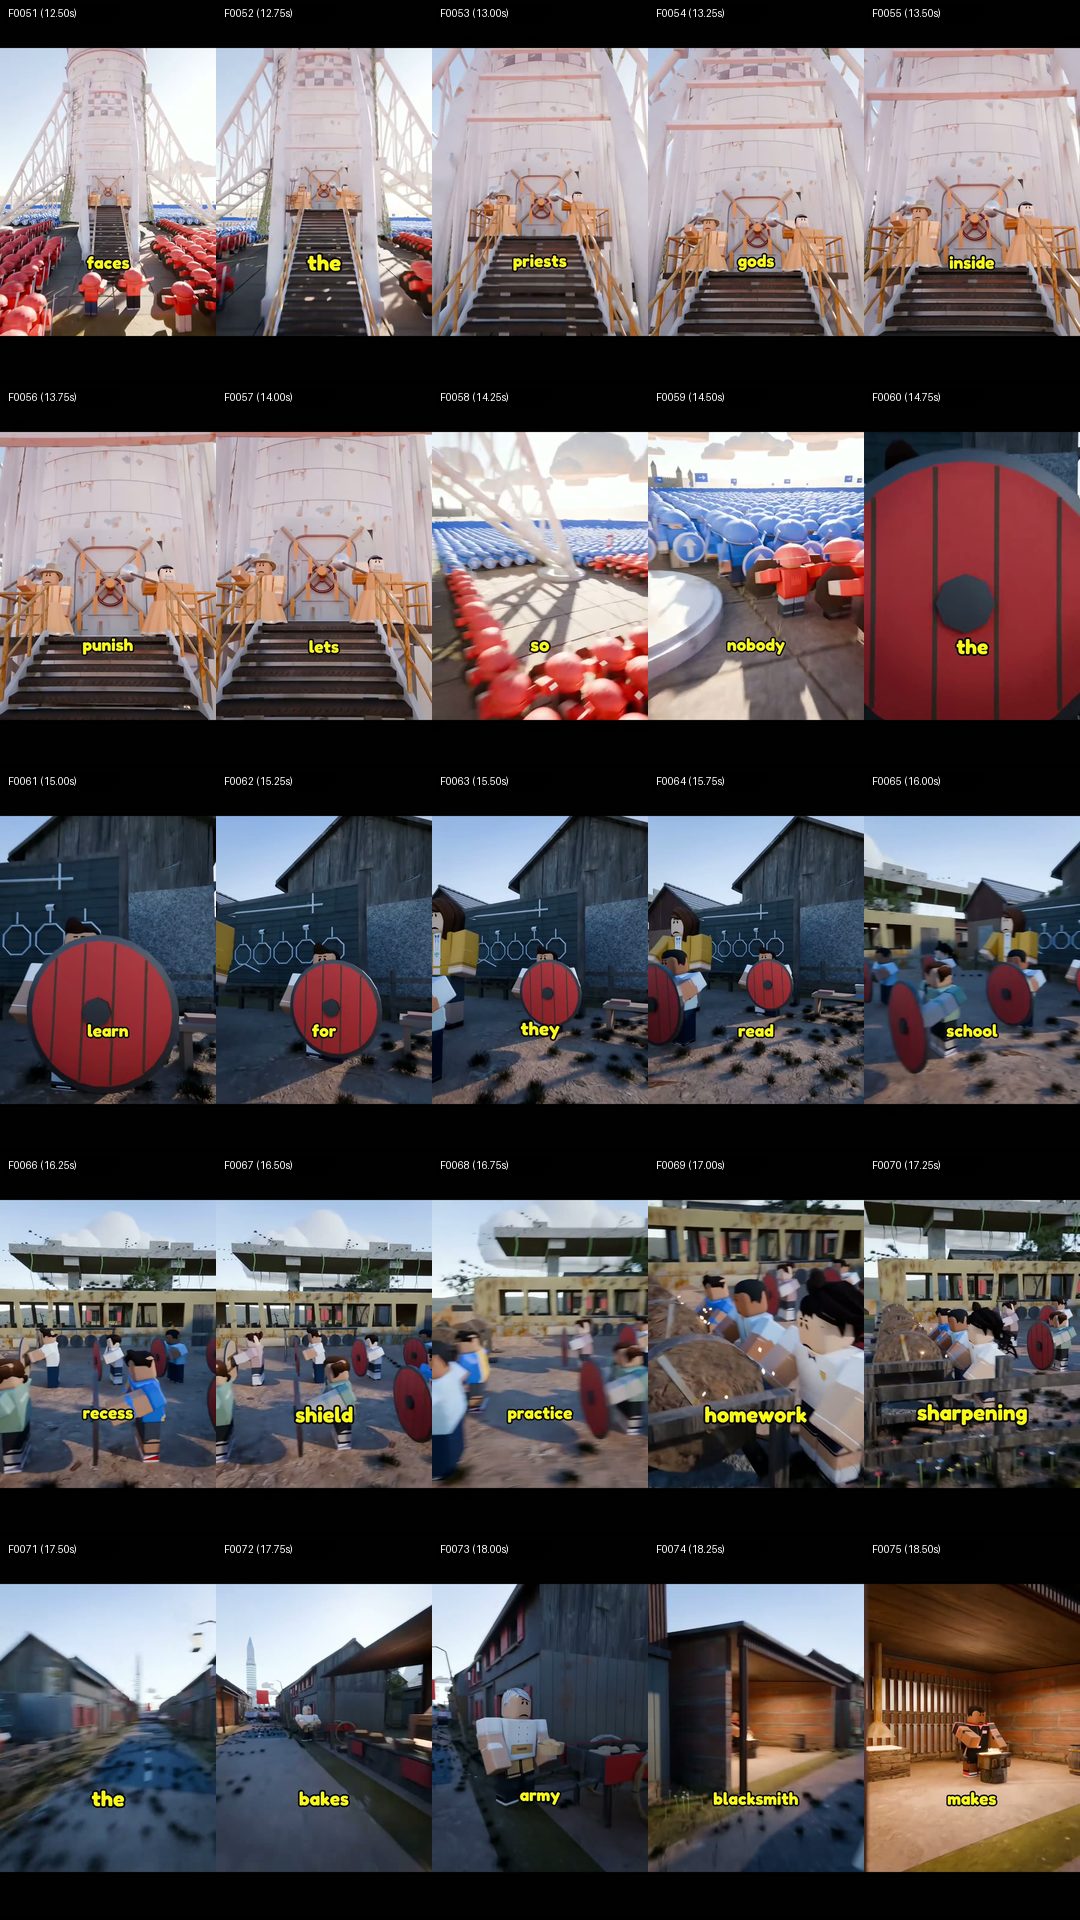 F0051 (12.50s)
F0052 (12.75s)
F0053 (13.00s)
F0054 (13.25s)
F0055 (13.50s)
faces
the
priests
gods
inside
F0056 (13.75s)
F0057 (14.00s)
F0058 (14.25s)
F0059 (14.50s)
F0060 (14.75s)
punish
lets
so
nobody
the
F0061 (15.00s)
F0062 (15.25s)
F0063 (15.50s)
F0064 (15.75s)
F0065 (16.00s)
learn
for
they
read
school
F0066 (16.25s)
F0067 (16.50s)
F0068 (16.75s)
F0069 (17.00s)
F0070 (17.25s)
recess
shield
practice
homework
sharpening
F0071 (17.50s)
F0072 (17.75s)
F0073 (18.00s)
F0074 (18.25s)
F0075 (18.50s)
the
bakes
army
blacksmith
makes